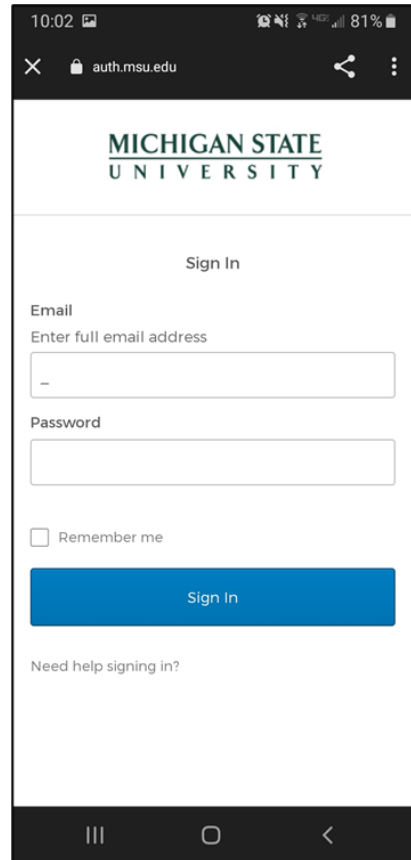 10:02 4GE 81%
auth.msu.edu
MICHIGAN STATE
UNIVERSITY
Sign In
Email
Enter full email address
_
Password
Remember me
Sign In
Need help signing in?